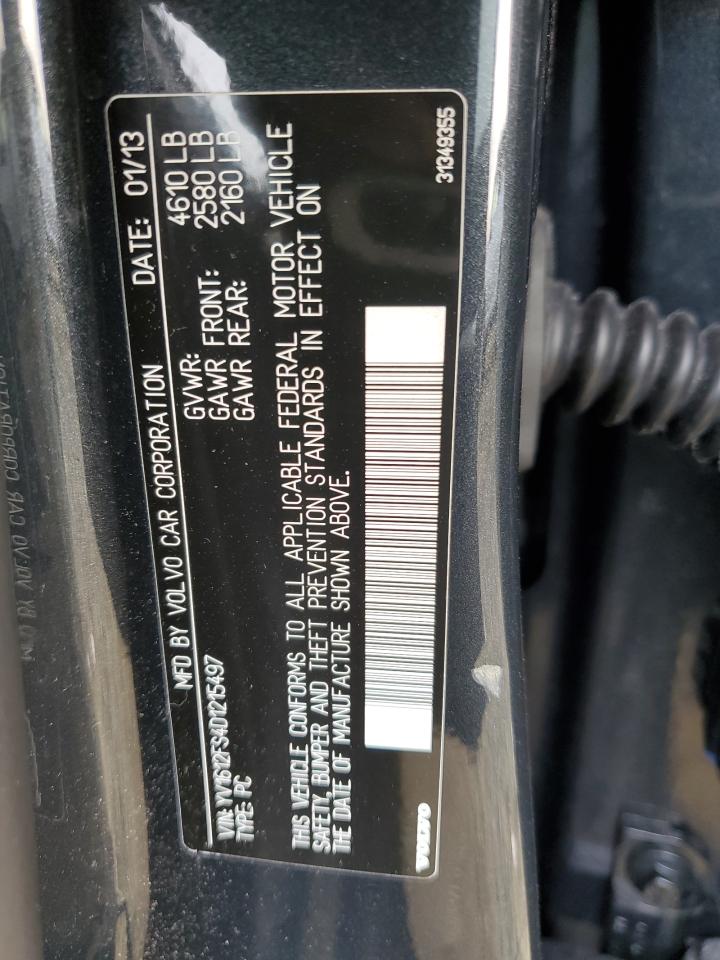 MFD BY VOLVO CAR CORPORATION DATE: 01/13
GVWR: 4610 LB
GAWR FRONT: 2580 LB
GAWR REAR: 2160 LB
VIN: YV1612FS4D1215497
TYPE: PC
THIS VEHICLE CONFORMS TO ALL APPLICABLE FEDERAL MOTOR VEHICLE
SAFETY, BUMPER AND THEFT PREVENTION STANDARDS IN EFFECT ON
THE DATE OF MANUFACTURE SHOWN ABOVE.
VOLVO
31349355